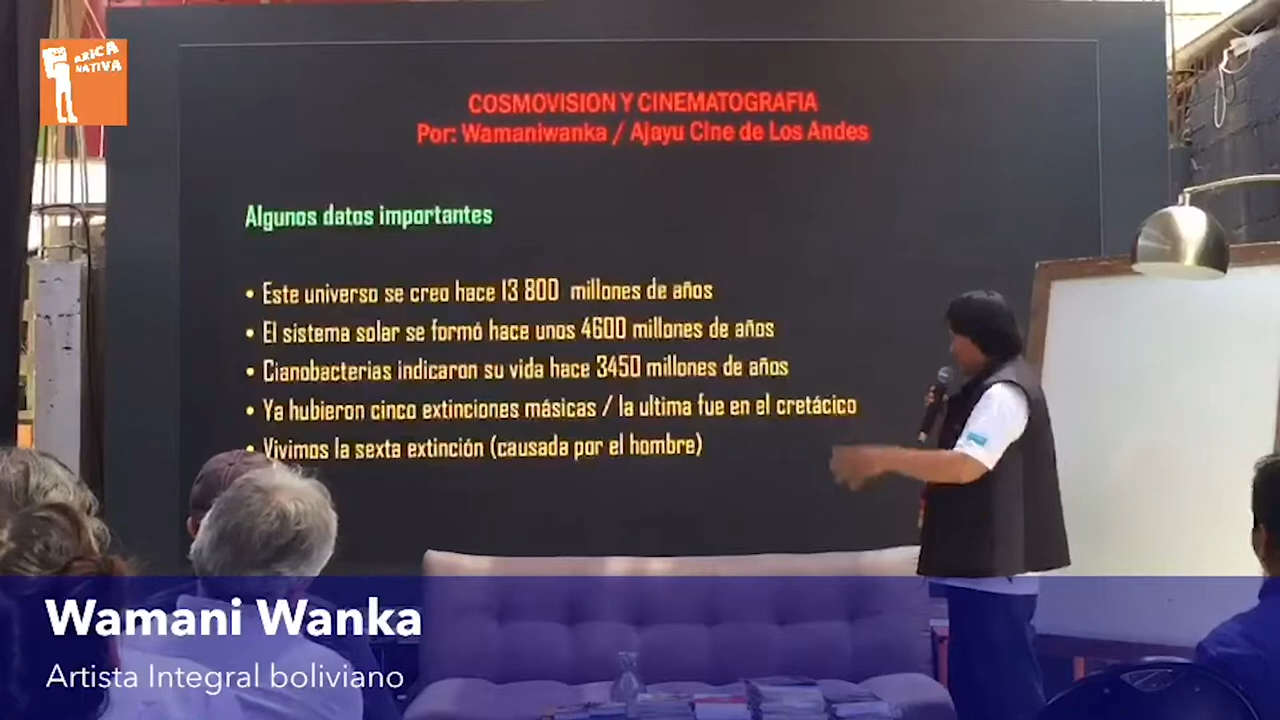 ARICA
NATIVA
COSMOVISION Y CINEMATOGRAFIA
Por: Wamaniwanka / Ajayu CIne de Los Andes
Algunos datos importantes
• Este universo se creo hace 13 800 millones de años
• El sistema solar se formó hace unos 4600 millones de años
• Cianobacterias indicaron su vida hace 3450 millones de años
• Ya hubieron cinco extinciones másicas / la ultima fue en el cretácico
• Vivimos la sexta extinción (causada por el hombre)
Wamani Wanka
Artista Integral boliviano